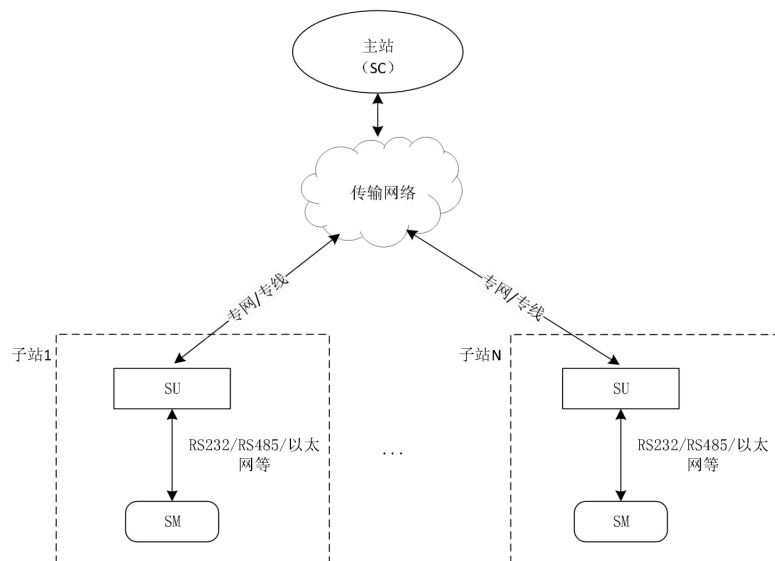 主站
（SC）
传输网络
专网/专线
专网/专线
子站1
子站N
SU
SU
RS232/RS485/以太
网等
...
RS232/RS485/以太
网等
SM
SM